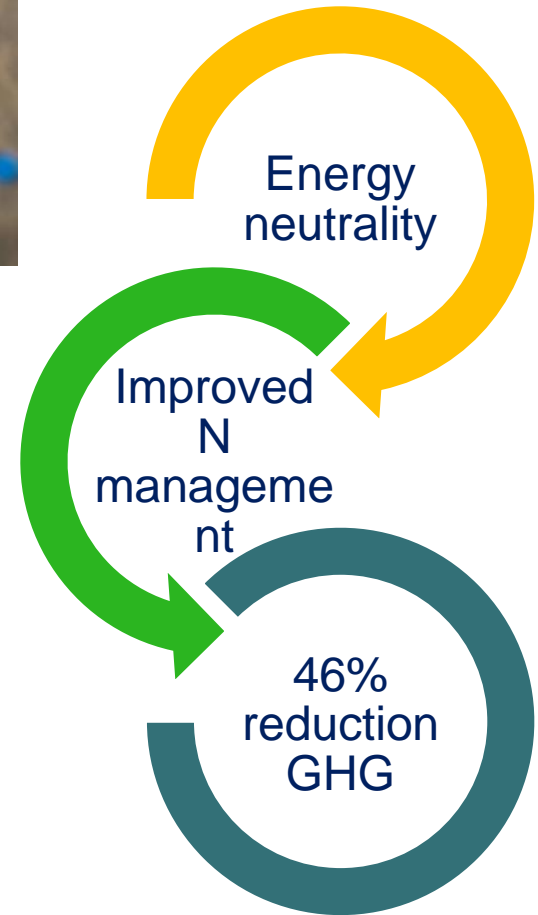 Energy
neutrality
Improved
N
manageme
nt
46%
reduction
GHG